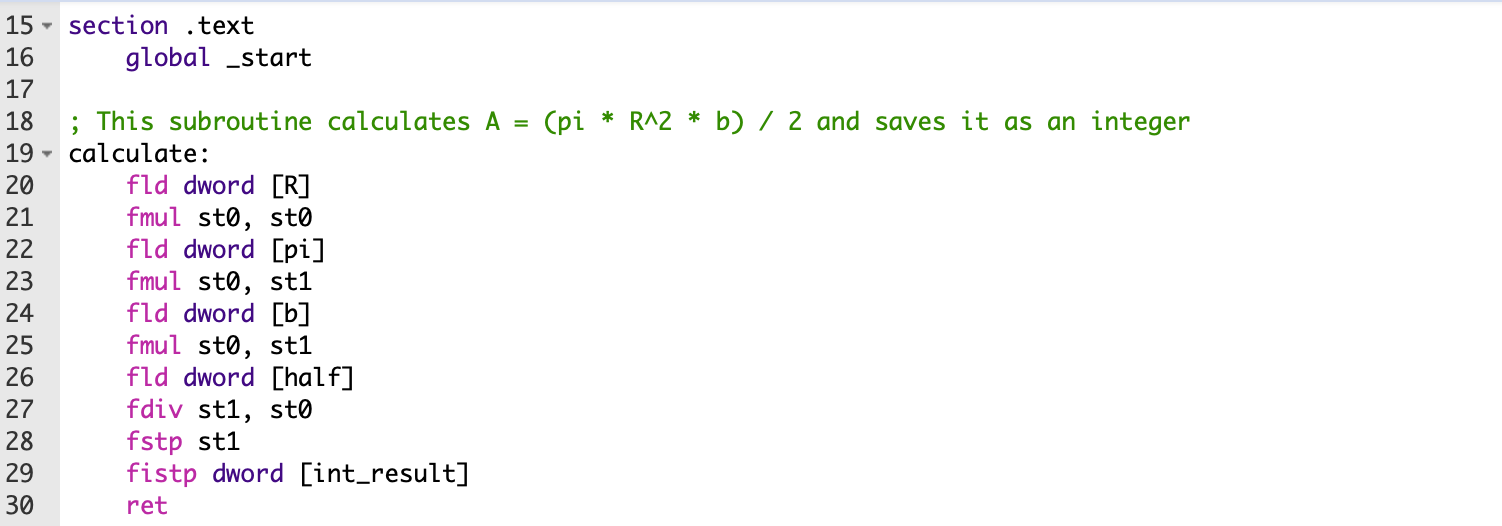 15 section .text
16     global _start
17
18 ; This subroutine calculates A = (pi * R^2 * b) / 2 and saves it as an integer
19 calculate:
20     fld dword [R]
21     fmul st0, st0
22     fld dword [pi]
23     fmul st0, st1
24     fld dword [b]
25     fmul st0, st1
26     fld dword [half]
27     fdiv st1, st0
28     fstp st1
29     fistp dword [int_result]
30     ret